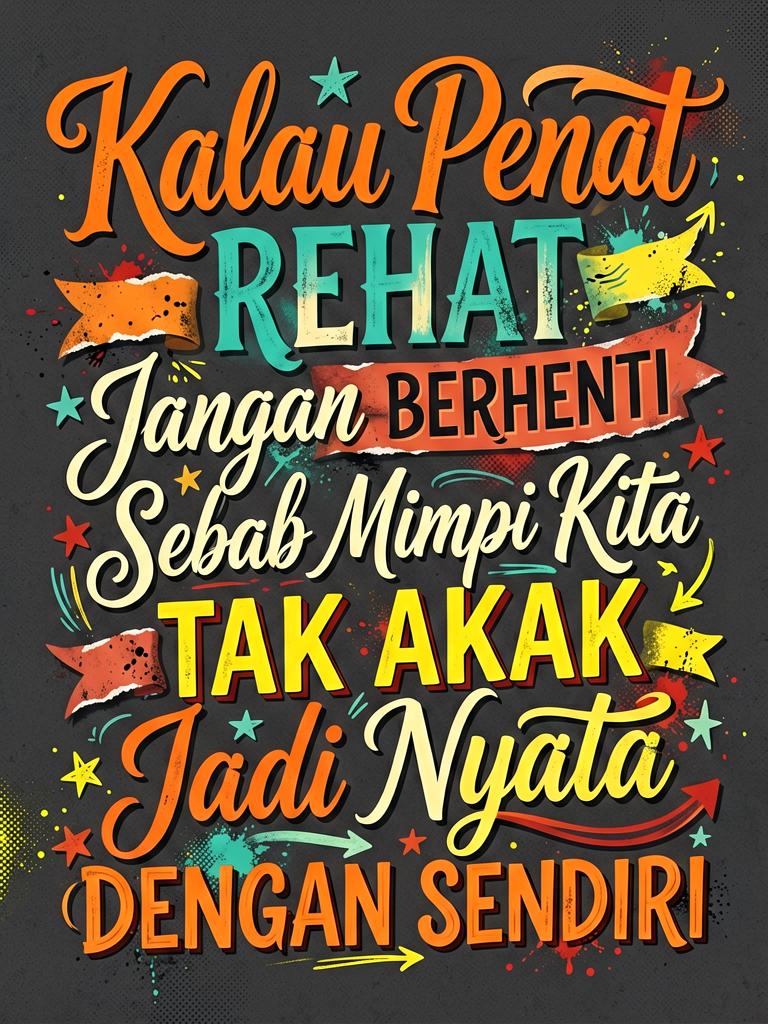 Kalau Penat
REHAT
Jangan BERHENTI
Sebab Mimpi Kita
TAK AKAK
Jadi Nyata
DENGAN SENDIRI